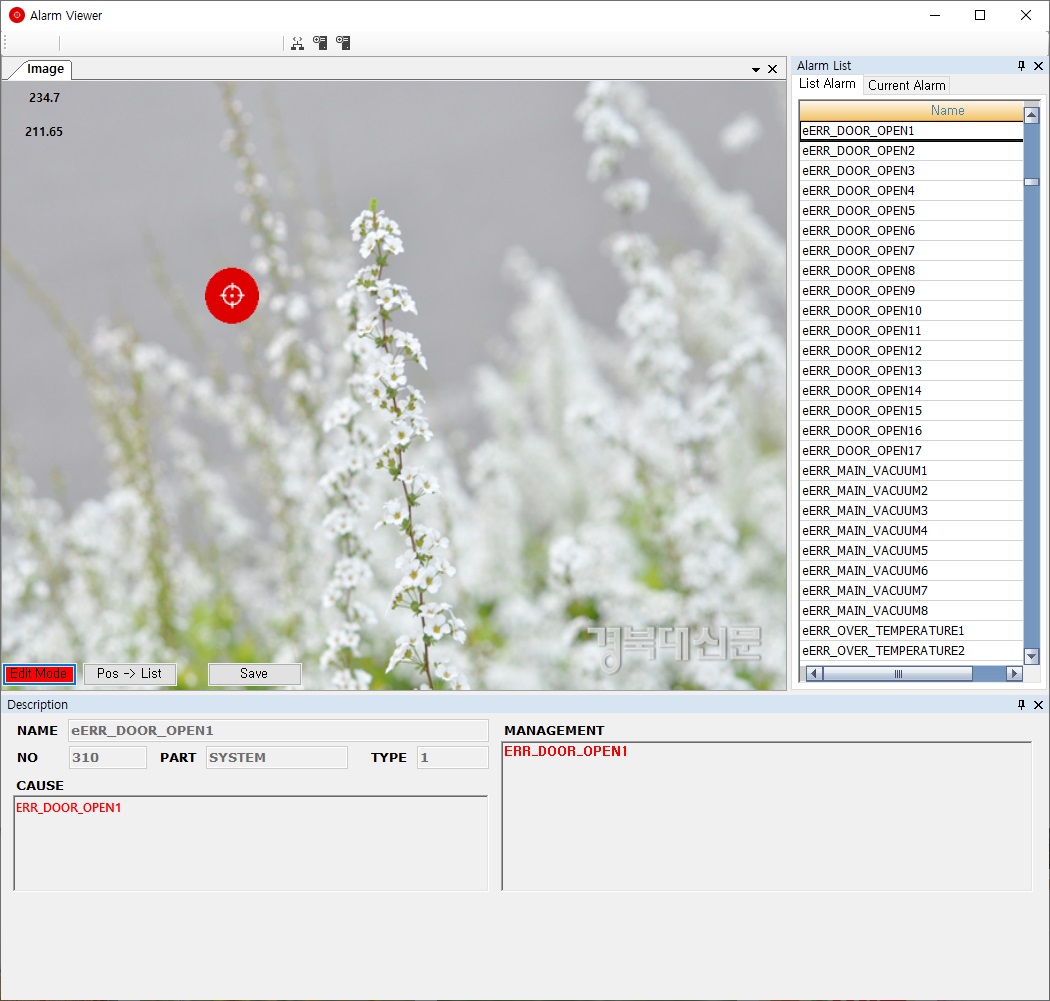 Alarm Viewer
Image
234.7
211.65
경북대신문
Edit Mode
Pos -> List
Save
Alarm List
List Alarm
Current Alarm
Name
eERR_DOOR_OPEN1
eERR_DOOR_OPEN2
eERR_DOOR_OPEN3
eERR_DOOR_OPEN4
eERR_DOOR_OPEN5
eERR_DOOR_OPEN6
eERR_DOOR_OPEN7
eERR_DOOR_OPEN8
eERR_DOOR_OPEN9
eERR_DOOR_OPEN10
eERR_DOOR_OPEN11
eERR_DOOR_OPEN12
eERR_DOOR_OPEN13
eERR_DOOR_OPEN14
eERR_DOOR_OPEN15
eERR_DOOR_OPEN16
eERR_DOOR_OPEN17
eERR_MAIN_VACUUM1
eERR_MAIN_VACUUM2
eERR_MAIN_VACUUM3
eERR_MAIN_VACUUM4
eERR_MAIN_VACUUM5
eERR_MAIN_VACUUM6
eERR_MAIN_VACUUM7
eERR_MAIN_VACUUM8
eERR_OVER_TEMPERATURE1
eERR_OVER_TEMPERATURE2
Description
NAME eERR_DOOR_OPEN1
NO 310 PART SYSTEM TYPE 1
CAUSE
ERR_DOOR_OPEN1
MANAGEMENT
ERR_DOOR_OPEN1